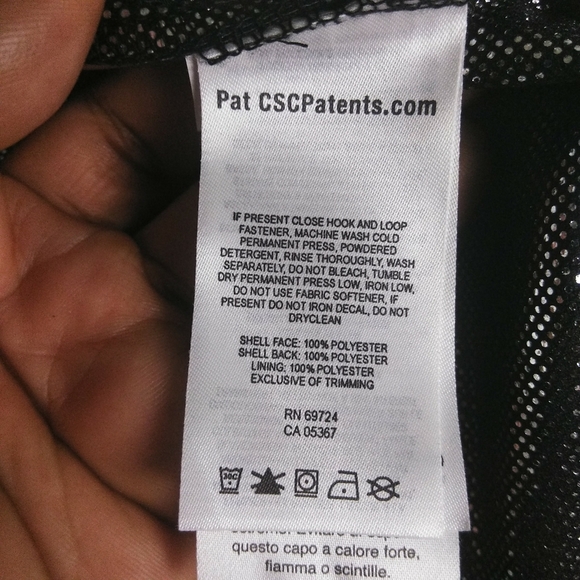 Pat CSCPatents.com
IF PRESENT CLOSE HOOK AND LOOP
FASTENER, MACHINE WASH COLD
PERMANENT PRESS, POWDERED
DETERGENT, RINSE THOROUGHLY, WASH
SEPARATELY, DO NOT BLEACH, TUMBLE
DRY PERMANENT PRESS LOW, IRON LOW,
DO NOT USE FABRIC SOFTENER, IF
PRESENT DO NOT IRON DECAL, DO NOT
DRYCLEAN
SHELL FACE: 100% POLYESTER
SHELL BACK: 100% POLYESTER
LINING: 100% POLYESTER
EXCLUSIVE OF TRIMMING
RN 69724
CA 05367
30C
questo capo a calore forte,
fiamma o scintille.